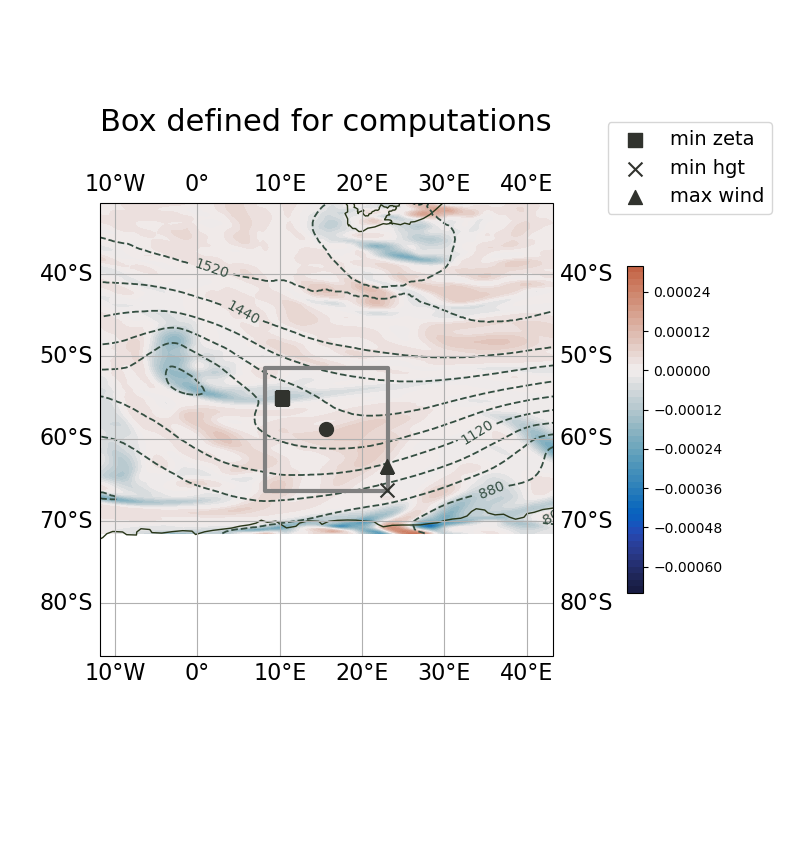 Box defined for computations
min zeta
min hgt
max wind
10°W 0° 10°E 20°E 30°E 40°E
1520
1440
1120
880
40°S 40°S
50°S 50°S
60°S 60°S
70°S 70°S
80°S 80°S
10°W 0° 10°E 20°E 30°E 40°E
0.00024
0.00012
0.00000
−0.00012
−0.00024
−0.00036
−0.00048
−0.00060